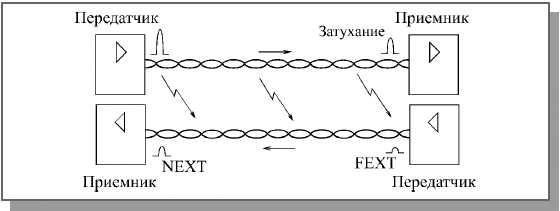 Передатчик
Приемник
Затухание
NEXT
FEXT
Приемник
Передатчик